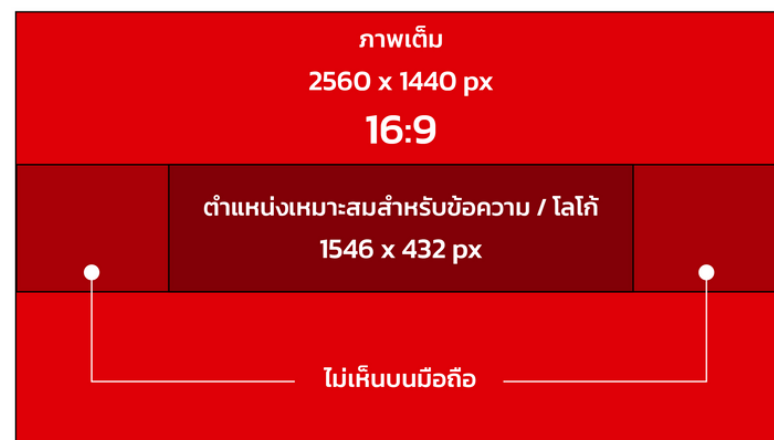 ภาพเต็ม
2560 x 1440 px
16:9
ตำแหน่งเหมาะสมสำหรับข้อความ / โลโก้
1546 x 432 px
ไม่เห็นบนมือถือ